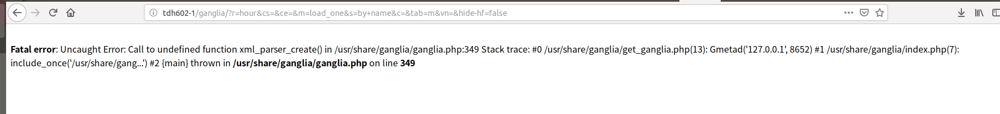 tdh602-1/ganglia/?r=hour&cs=&ce=&m=load_one&s=by+name&c=&tab=m&vn=&hide-hf=false
Fatal error: Uncaught Error: Call to undefined function xml_parser_create() in /usr/share/ganglia/ganglia.php:349 Stack trace: #0 /usr/share/ganglia/get_ganglia.php(13): Gmetad('127.0.0.1', 8652) #1 /usr/share/ganglia/index.php(7):
include_once('/usr/share/gang...') #2 {main} thrown in /usr/share/ganglia/ganglia.php on line 349